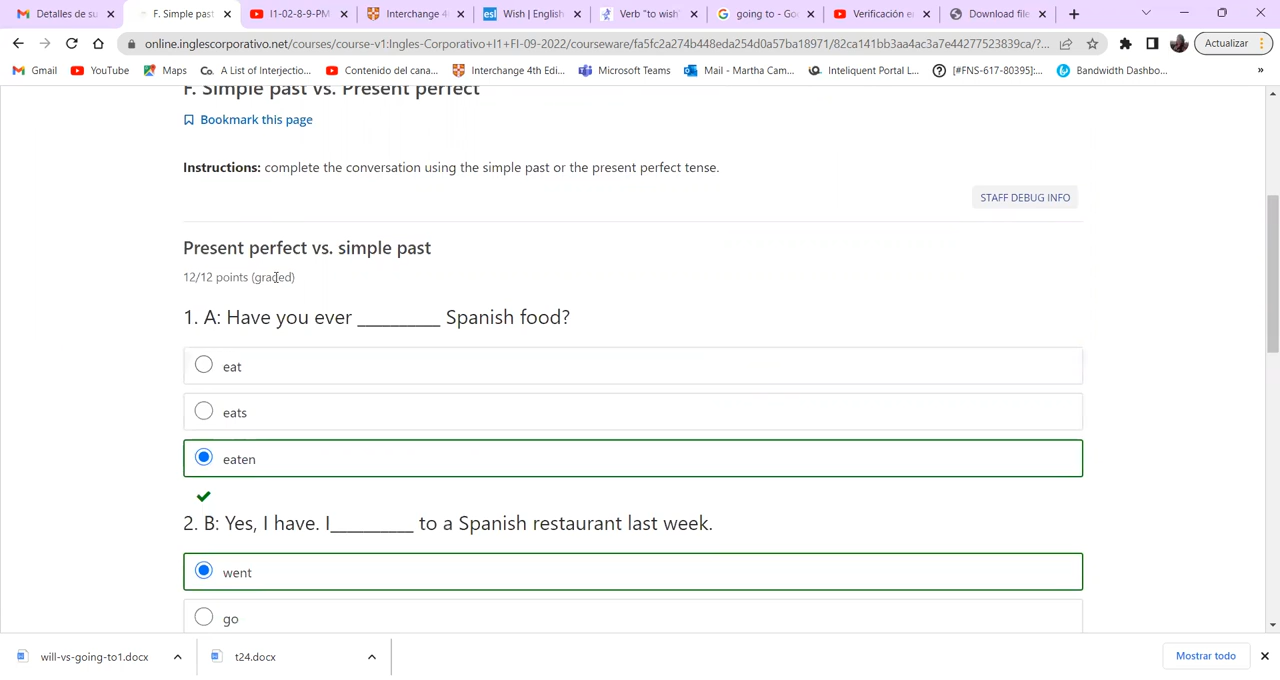 Detalles de su
F. Simple past
I1-02-8-9-PM
Interchange 4
Wish | English
Verb "to wish"
going to - Go
Verificación e
Download file
online.inglescorporativo.net/courses/course-v1:Ingles-Corporativo+I1+FI-09-2022/courseware/fa5fc2a274b448eda254d0a57ba18971/82ca141bb3aa4c3a7e44277523839ca/?...
Actualizar
Gmail
YouTube
Maps
A List of Interjectio...
Contenido del cana...
Interchange 4th Edi...
Microsoft Teams
Mail - Martha Cam...
Inteliquent Portal L...
[#FNS-617-80395]:...
Bandwidth Dashbo...
»
F. Simple past vs. Present perfect
Bookmark this page
Instructions: complete the conversation using the simple past or the present perfect tense.
STAFF DEBUG INFO
Present perfect vs. simple past
12/12 points (graded)
1. A: Have you ever __________ Spanish food?
eat
eats
eaten
2. B: Yes, I have. I__________ to a Spanish restaurant last week.
went
go
will-vs-going-to1.docx
t24.docx
Mostrar todo